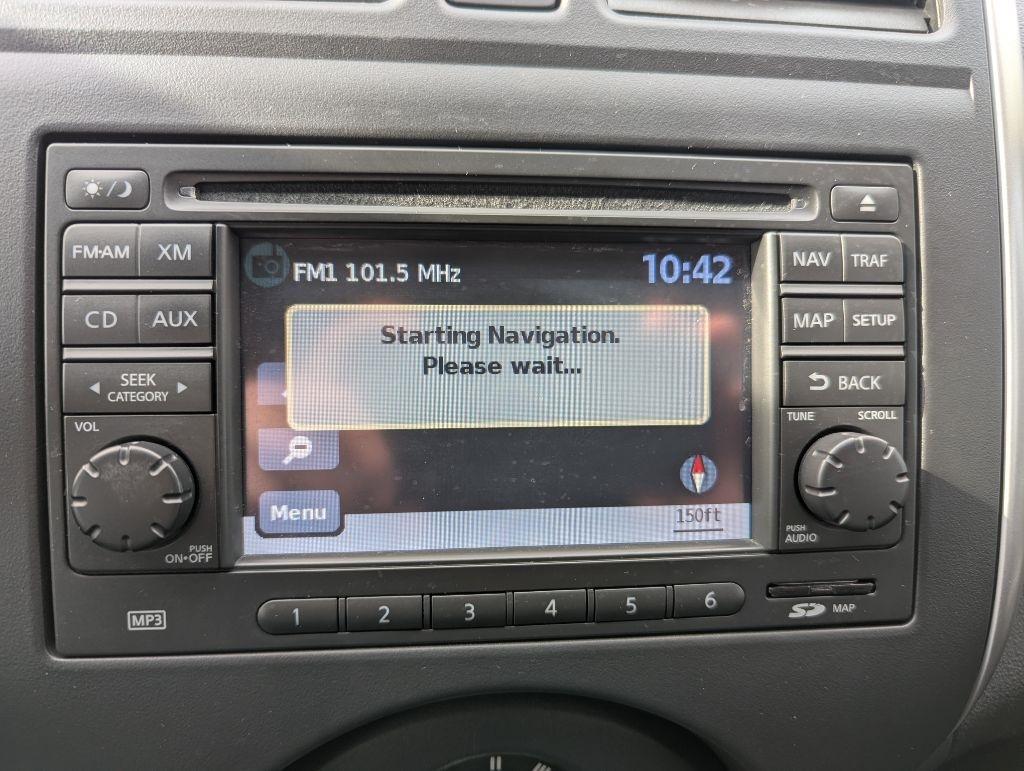 FM·AM
XM
CD
AUX
SEEK
CATEGORY
VOL
PUSH
ON•OFF
FM1 101.5 MHz
10:42
Starting Navigation.
Please wait...
Menu
150ft
NAV
TRAF
MAP
SETUP
BACK
TUNE
SCROLL
PUSH
AUDIO
MP3
1
2
3
4
5
6
SD MAP